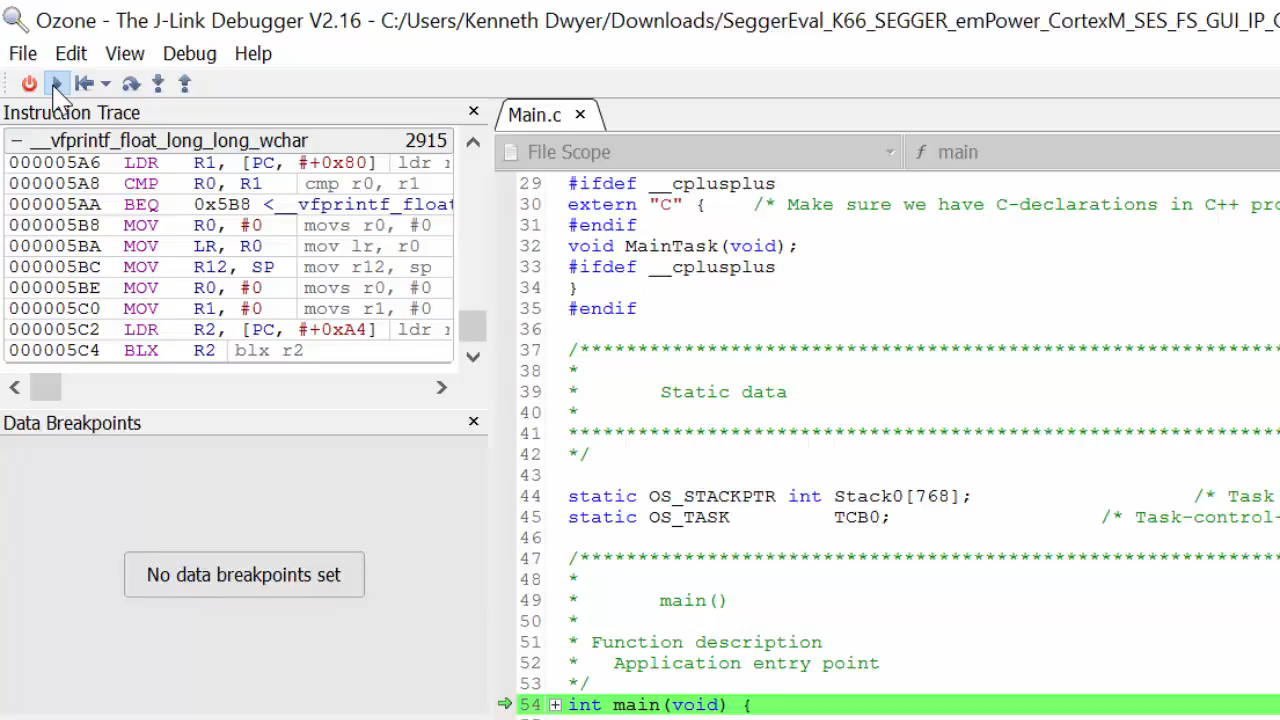 Ozone - The J-Link Debugger V2.16 - C:/Users/Kenneth Dwyer/Downloads/SeggerEval_K66_SEGGER_emPower_CortexM_SES_FS_GUI_IP_
File Edit View Debug Help
Instruction Trace
Main.c
— __vfprintf_float_long_long_wchar 2915
File Scope
f main
000005A6 LDR R1, [PC, #+0x80] ldr
000005A8 CMP R0, R1 cmp r0, r1
000005AA BEQ 0x5B8 <__vfprintf_float
000005B8 MOV R0, #0 movs r0, #0
000005BA MOV LR, R0 mov lr, r0
000005BC MOV R12, SP mov r12, sp
000005BE MOV R0, #0 movs r0, #0
000005C0 MOV R1, #0 movs r1, #0
000005C2 LDR R2, [PC, #+0xA4] ldr
000005C4 BLX R2 blx r2
Data Breakpoints
No data breakpoints set
29 #ifdef __cplusplus
30 extern "C" { /* Make sure we have C-declarations in C++ pro
31 #endif
32 void MainTask(void);
33 #ifdef __cplusplus
34 }
35 #endif
36
37 /***************************************************************
38 *
39 * Static data
40 *
41 ****************************************************************
42 */
43
44 static OS_STACKPTR int Stack0[768]; /* Task
45 static OS_TASK TCB0; /* Task-control-
46
47 /***************************************************************
48 *
49 * main()
50 *
51 * Function description
52 * Application entry point
53 */
54 int main(void) {